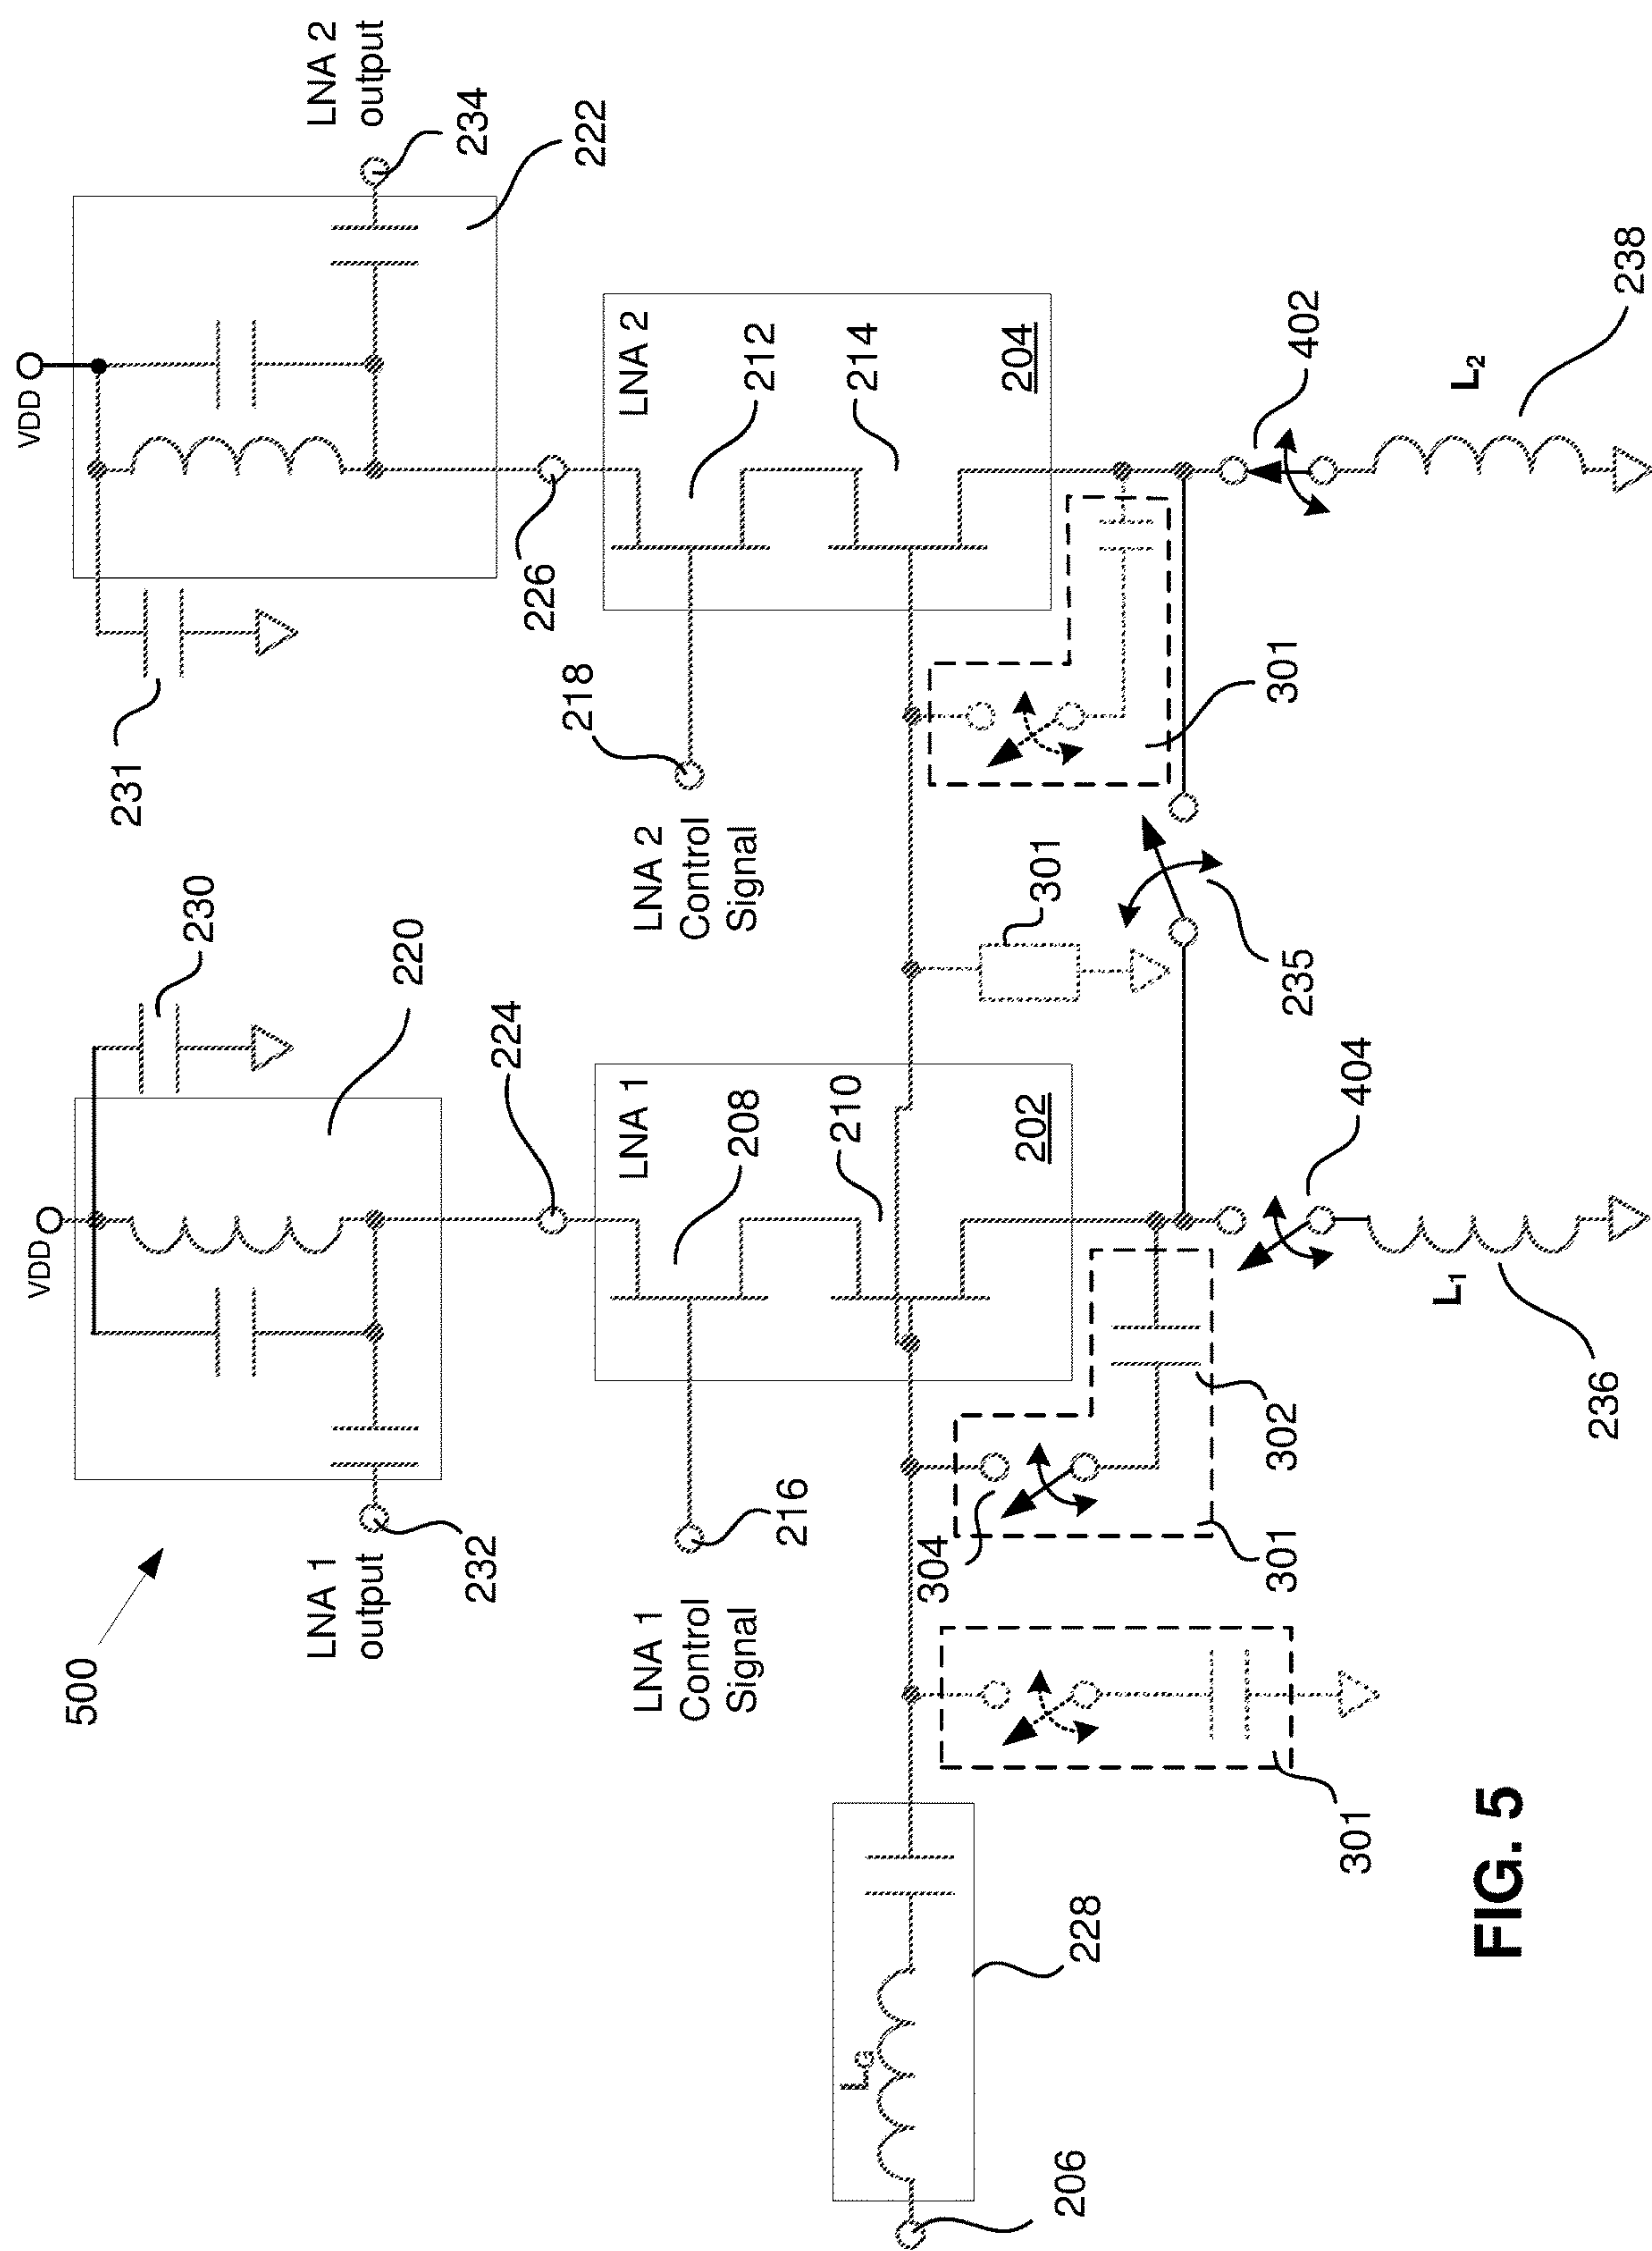 500
VDD
230
220
LNA 1
output
232
224
VDD
231
LNA 2
output
234
222
226
LNA 1
208
210
202
LNA 1
Control
Signal
216
LNA 2
212
214
204
LNA 2
Control
Signal
218
L_G
206
228
301
304
302
301
301
301
235
404
402
L₁
236
L₂
238
FIG. 5